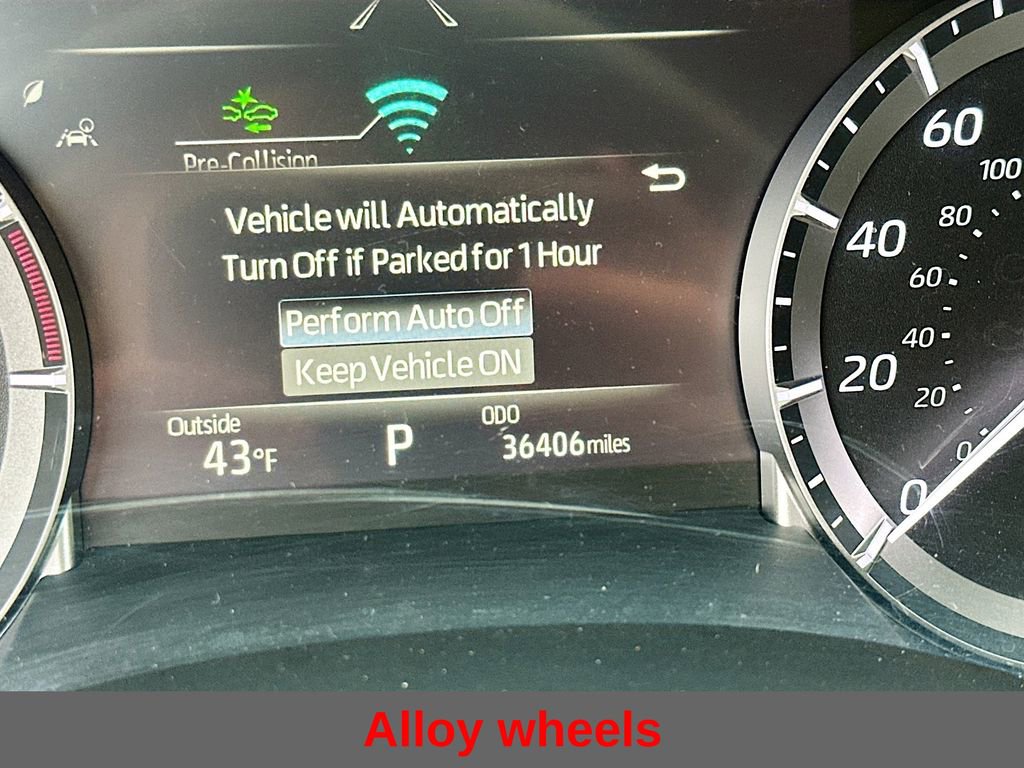 Pre-Collision
Vehicle will Automatically
Turn Off if Parked for 1 Hour
Perform Auto Off
Keep Vehicle ON
Outside
43°F
P
ODO
36406 miles
60
40
20
0
100
80
60
40
20
0
Alloy wheels